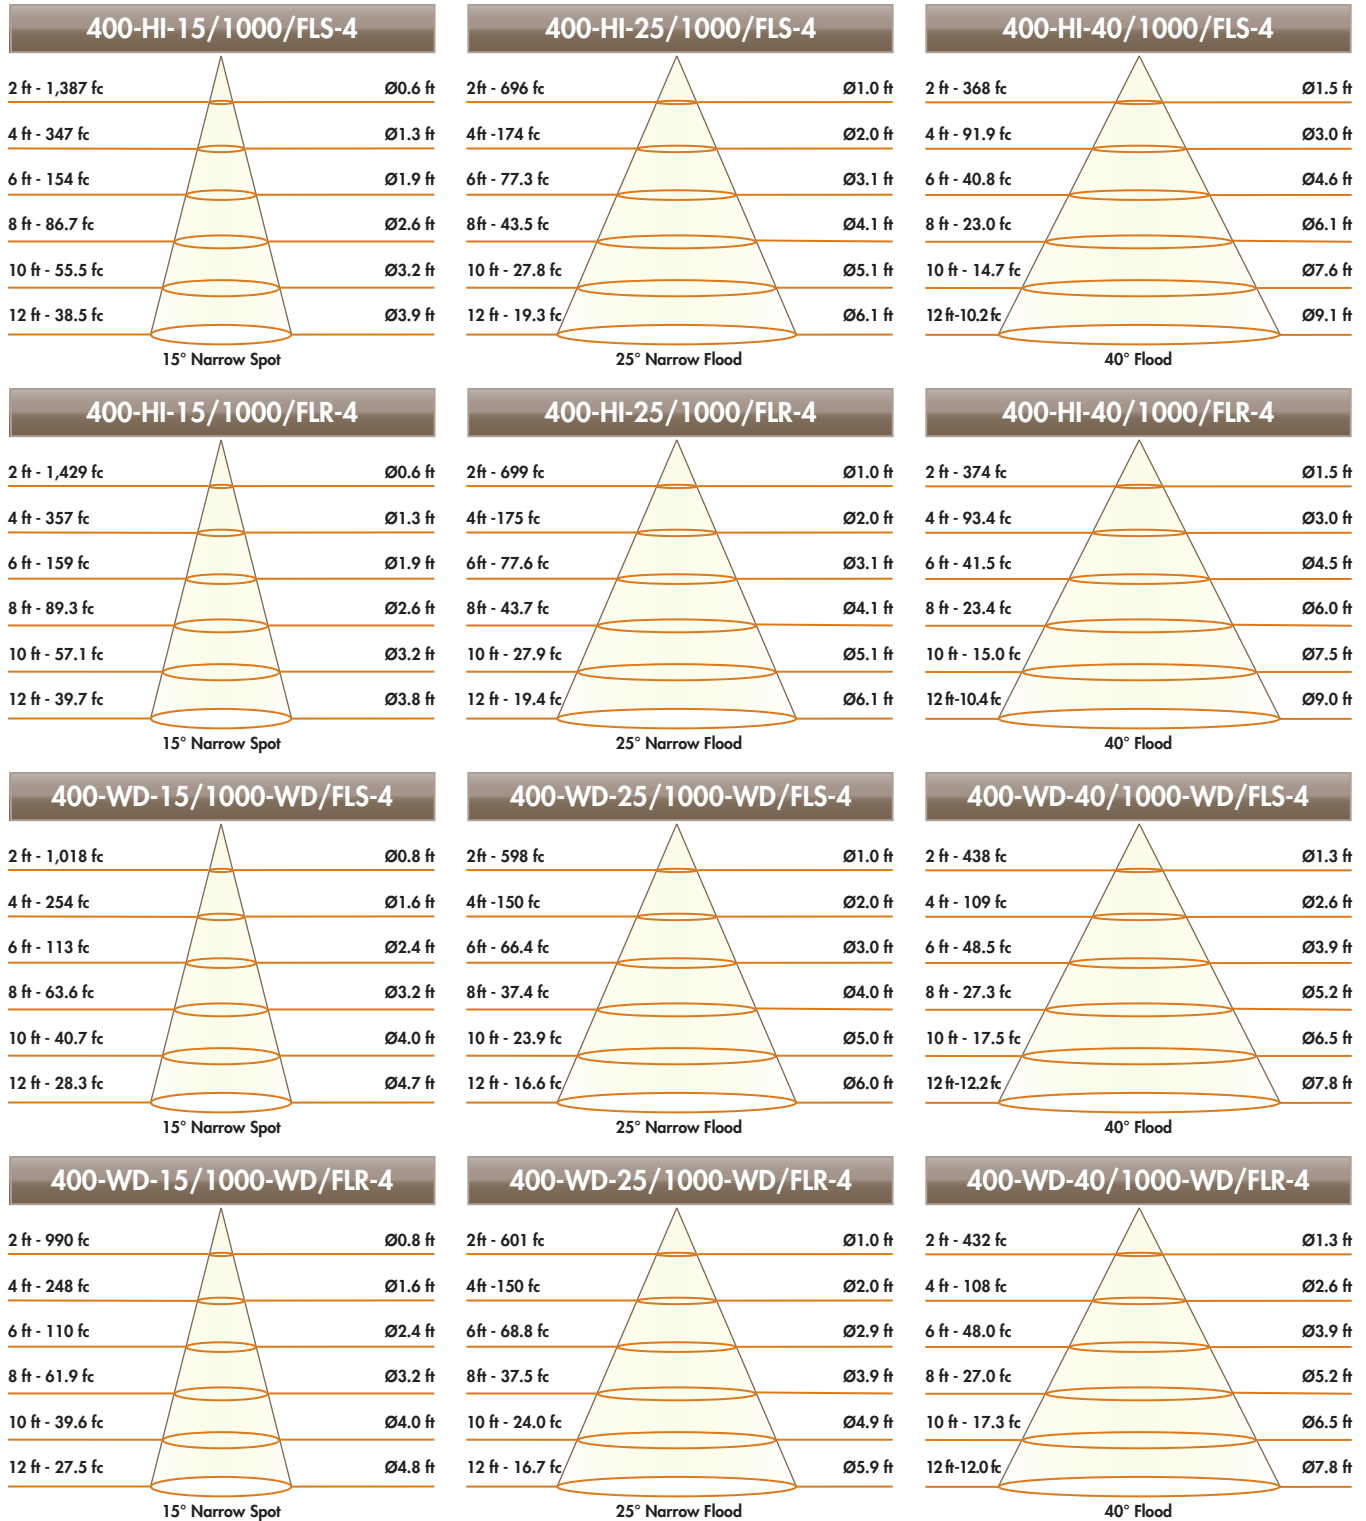 400-HI-15/1000/FLS-4
2 ft - 1,387 fc Ø0.6 ft
4 ft - 347 fc Ø1.3 ft
6 ft - 154 fc Ø1.9 ft
8 ft - 86.7 fc Ø2.6 ft
10 ft - 55.5 fc Ø3.2 ft
12 ft - 38.5 fc Ø3.9 ft
15° Narrow Spot
400-HI-25/1000/FLS-4
2ft - 696 fc Ø1.0 ft
4ft -174 fc Ø2.0 ft
6ft - 77.3 fc Ø3.1 ft
8ft - 43.5 fc Ø4.1 ft
10 ft - 27.8 fc Ø5.1 ft
12 ft - 19.3 fc Ø6.1 ft
25° Narrow Flood
400-HI-40/1000/FLS-4
2 ft - 368 fc Ø1.5 ft
4 ft - 91.9 fc Ø3.0 ft
6 ft - 40.8 fc Ø4.6 ft
8 ft - 23.0 fc Ø6.1 ft
10 ft - 14.7 fc Ø7.6 ft
12 ft-10.2 fc Ø9.1 ft
40° Flood
400-HI-15/1000/FLR-4
2 ft - 1,429 fc Ø0.6 ft
4 ft - 357 fc Ø1.3 ft
6 ft - 159 fc Ø1.9 ft
8 ft - 89.3 fc Ø2.6 ft
10 ft - 57.1 fc Ø3.2 ft
12 ft - 39.7 fc Ø3.8 ft
15° Narrow Spot
400-HI-25/1000/FLR-4
2ft - 699 fc Ø1.0 ft
4ft -175 fc Ø2.0 ft
6ft - 77.6 fc Ø3.1 ft
8ft - 43.7 fc Ø4.1 ft
10 ft - 27.9 fc Ø5.1 ft
12 ft - 19.4 fc Ø6.1 ft
25° Narrow Flood
400-HI-40/1000/FLR-4
2 ft - 374 fc Ø1.5 ft
4 ft - 93.4 fc Ø3.0 ft
6 ft - 41.5 fc Ø4.5 ft
8 ft - 23.4 fc Ø6.0 ft
10 ft - 15.0 fc Ø7.5 ft
12 ft-10.4 fc Ø9.0 ft
40° Flood
400-WD-15/1000-WD/FLS-4
2 ft - 1,018 fc Ø0.8 ft
4 ft - 254 fc Ø1.6 ft
6 ft - 113 fc Ø2.4 ft
8 ft - 63.6 fc Ø3.2 ft
10 ft - 40.7 fc Ø4.0 ft
12 ft - 28.3 fc Ø4.7 ft
15° Narrow Spot
400-WD-25/1000-WD/FLS-4
2ft - 598 fc Ø1.0 ft
4ft -150 fc Ø2.0 ft
6ft - 66.4 fc Ø3.0 ft
8ft - 37.4 fc Ø4.0 ft
10 ft - 23.9 fc Ø5.0 ft
12 ft - 16.6 fc Ø6.0 ft
25° Narrow Flood
400-WD-40/1000-WD/FLS-4
2 ft - 438 fc Ø1.3 ft
4 ft - 109 fc Ø2.6 ft
6 ft - 48.5 fc Ø3.9 ft
8 ft - 27.3 fc Ø5.2 ft
10 ft - 17.5 fc Ø6.5 ft
12 ft-12.2 fc Ø7.8 ft
40° Flood
400-WD-15/1000-WD/FLR-4
2 ft - 990 fc Ø0.8 ft
4 ft - 248 fc Ø1.6 ft
6 ft - 110 fc Ø2.4 ft
8 ft - 61.9 fc Ø3.2 ft
10 ft - 39.6 fc Ø4.0 ft
12 ft - 27.5 fc Ø4.8 ft
15° Narrow Spot
400-WD-25/1000-WD/FLR-4
2ft - 601 fc Ø1.0 ft
4ft -150 fc Ø2.0 ft
6ft - 68.8 fc Ø2.9 ft
8ft - 37.5 fc Ø3.9 ft
10 ft - 24.0 fc Ø4.9 ft
12 ft - 16.7 fc Ø5.9 ft
25° Narrow Flood
400-WD-40/1000-WD/FLR-4
2 ft - 432 fc Ø1.3 ft
4 ft - 108 fc Ø2.6 ft
6 ft - 48.0 fc Ø3.9 ft
8 ft - 27.0 fc Ø5.2 ft
10 ft - 17.3 fc Ø6.5 ft
12 ft-12.0 fc Ø7.8 ft
40° Flood